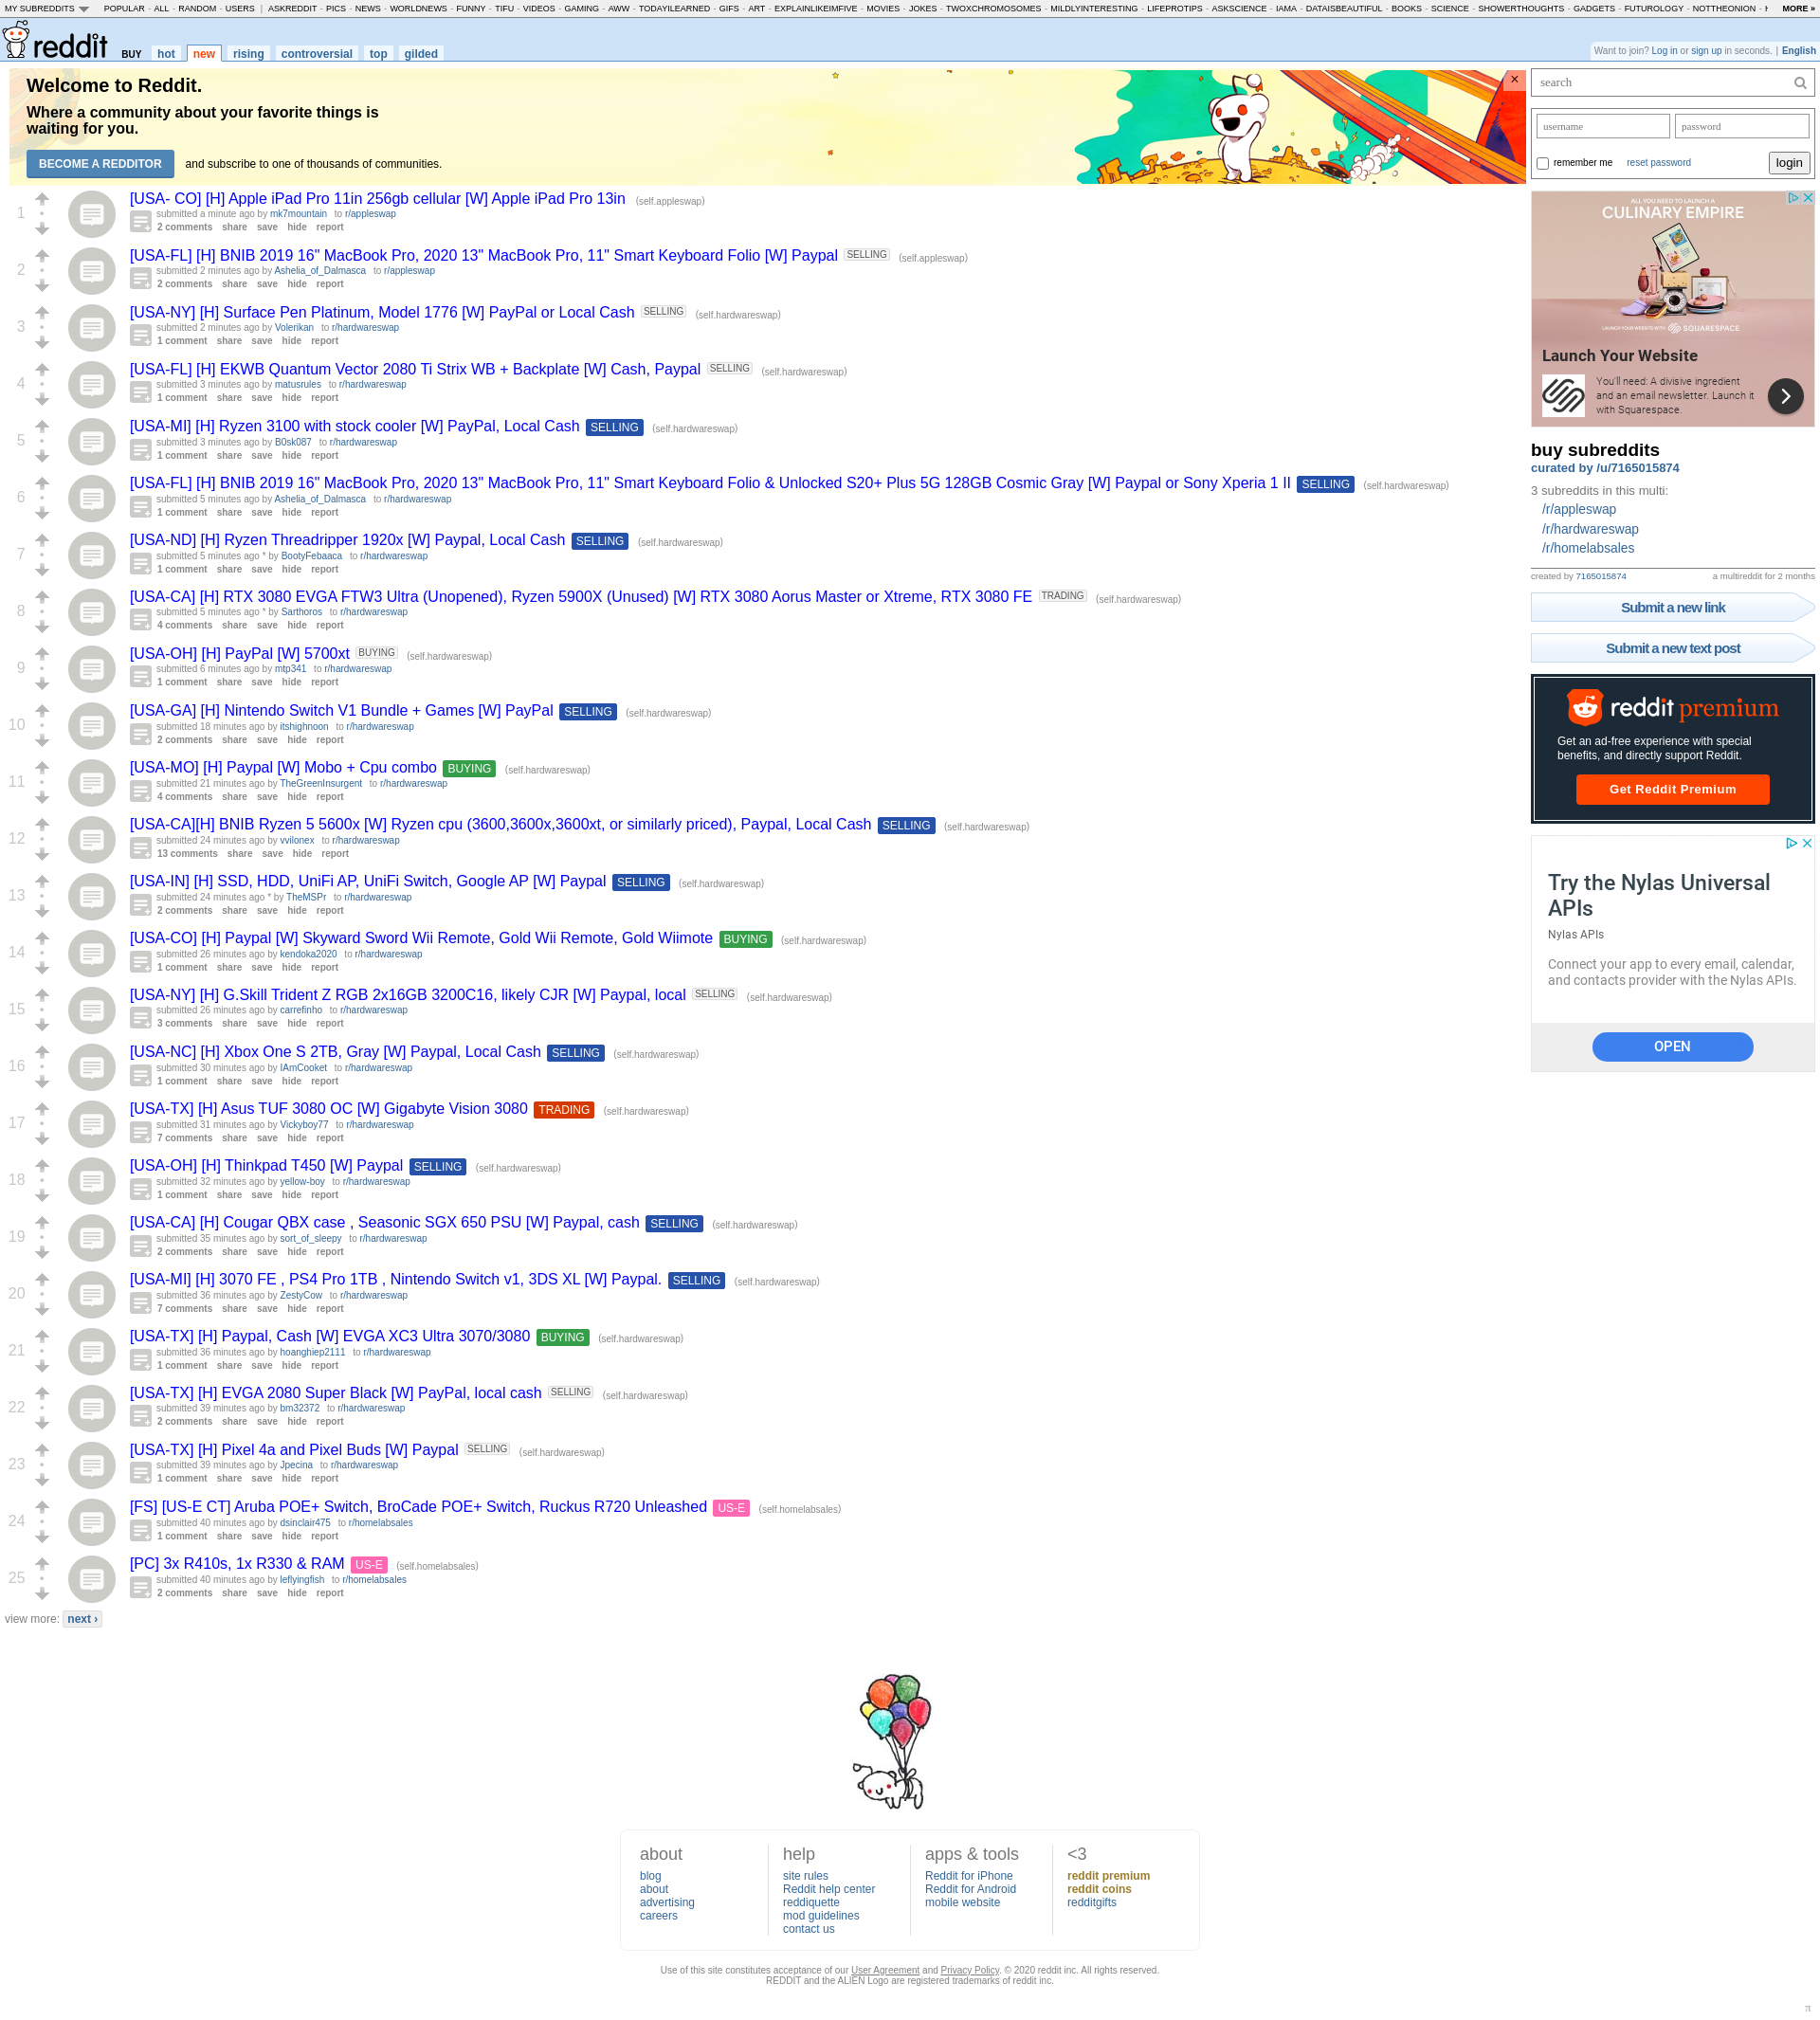 MY SUBREDDITS POPULAR - ALL - RANDOM - USERS | ASKREDDIT - PICS - NEWS - WORLDNEWS - FUNNY - TIFU - VIDEOS - GAMING - AWW - TODAYILEARNED - GIFS - ART - EXPLAINLIKEIMFIVE - MOVIES - JOKES - TWOXCHROMOSOMES - MILDLYINTERESTING - LIFEPROTIPS - ASKSCIENCE - IAMA - DATAISBEAUTIFUL - BOOKS - SCIENCE - SHOWERTHOUGHTS - GADGETS - FUTUROLOGY - NOTTHEONION - MORE »
reddit BUY hot new rising controversial top gilded
Want to join? Log in or sign up in seconds. | English
Welcome to Reddit.
Where a community about your favorite things is
waiting for you.
BECOME A REDDITOR and subscribe to one of thousands of communities.
×
1
[USA- CO] [H] Apple iPad Pro 11in 256gb cellular [W] Apple iPad Pro 13in (self.appleswap)
submitted a minute ago by mk7mountain to r/appleswap
2 comments share save hide report
2
[USA-FL] [H] BNIB 2019 16" MacBook Pro, 2020 13" MacBook Pro, 11" Smart Keyboard Folio [W] Paypal SELLING (self.appleswap)
submitted 2 minutes ago by Ashelia_of_Dalmasca to r/appleswap
2 comments share save hide report
3
[USA-NY] [H] Surface Pen Platinum, Model 1776 [W] PayPal or Local Cash SELLING (self.hardwareswap)
submitted 2 minutes ago by Volerikan to r/hardwareswap
1 comment share save hide report
4
[USA-FL] [H] EKWB Quantum Vector 2080 Ti Strix WB + Backplate [W] Cash, Paypal SELLING (self.hardwareswap)
submitted 3 minutes ago by matusrules to r/hardwareswap
1 comment share save hide report
5
[USA-MI] [H] Ryzen 3100 with stock cooler [W] PayPal, Local Cash SELLING (self.hardwareswap)
submitted 3 minutes ago by B0sk087 to r/hardwareswap
1 comment share save hide report
6
[USA-FL] [H] BNIB 2019 16" MacBook Pro, 2020 13" MacBook Pro, 11" Smart Keyboard Folio & Unlocked S20+ Plus 5G 128GB Cosmic Gray [W] Paypal or Sony Xperia 1 II SELLING (self.hardwareswap)
submitted 5 minutes ago by Ashelia_of_Dalmasca to r/hardwareswap
1 comment share save hide report
7
[USA-ND] [H] Ryzen Threadripper 1920x [W] Paypal, Local Cash SELLING (self.hardwareswap)
submitted 5 minutes ago * by BootyFebaaca to r/hardwareswap
1 comment share save hide report
8
[USA-CA] [H] RTX 3080 EVGA FTW3 Ultra (Unopened), Ryzen 5900X (Unused) [W] RTX 3080 Aorus Master or Xtreme, RTX 3080 FE TRADING (self.hardwareswap)
submitted 5 minutes ago * by Sarthoros to r/hardwareswap
4 comments share save hide report
9
[USA-OH] [H] PayPal [W] 5700xt BUYING (self.hardwareswap)
submitted 6 minutes ago by mtp341 to r/hardwareswap
1 comment share save hide report
10
[USA-GA] [H] Nintendo Switch V1 Bundle + Games [W] PayPal SELLING (self.hardwareswap)
submitted 18 minutes ago by itshighnoon to r/hardwareswap
2 comments share save hide report
11
[USA-MO] [H] Paypal [W] Mobo + Cpu combo BUYING (self.hardwareswap)
submitted 21 minutes ago by TheGreenInsurgent to r/hardwareswap
4 comments share save hide report
12
[USA-CA][H] BNIB Ryzen 5 5600x [W] Ryzen cpu (3600,3600x,3600xt, or similarly priced), Paypal, Local Cash SELLING (self.hardwareswap)
submitted 24 minutes ago by vvilonex to r/hardwareswap
13 comments share save hide report
13
[USA-IN] [H] SSD, HDD, UniFi AP, UniFi Switch, Google AP [W] Paypal SELLING (self.hardwareswap)
submitted 24 minutes ago * by TheMSPr to r/hardwareswap
2 comments share save hide report
14
[USA-CO] [H] Paypal [W] Skyward Sword Wii Remote, Gold Wii Remote, Gold Wiimote BUYING (self.hardwareswap)
submitted 26 minutes ago by kendoka2020 to r/hardwareswap
1 comment share save hide report
15
[USA-NY] [H] G.Skill Trident Z RGB 2x16GB 3200C16, likely CJR [W] Paypal, local SELLING (self.hardwareswap)
submitted 26 minutes ago by carrefinho to r/hardwareswap
3 comments share save hide report
16
[USA-NC] [H] Xbox One S 2TB, Gray [W] Paypal, Local Cash SELLING (self.hardwareswap)
submitted 30 minutes ago by IAmCooket to r/hardwareswap
1 comment share save hide report
17
[USA-TX] [H] Asus TUF 3080 OC [W] Gigabyte Vision 3080 TRADING (self.hardwareswap)
submitted 31 minutes ago by Vickyboy77 to r/hardwareswap
7 comments share save hide report
18
[USA-OH] [H] Thinkpad T450 [W] Paypal SELLING (self.hardwareswap)
submitted 32 minutes ago by yellow-boy to r/hardwareswap
1 comment share save hide report
19
[USA-CA] [H] Cougar QBX case , Seasonic SGX 650 PSU [W] Paypal, cash SELLING (self.hardwareswap)
submitted 35 minutes ago by sort_of_sleepy to r/hardwareswap
2 comments share save hide report
20
[USA-MI] [H] 3070 FE , PS4 Pro 1TB , Nintendo Switch v1, 3DS XL [W] Paypal. SELLING (self.hardwareswap)
submitted 36 minutes ago by ZestyCow to r/hardwareswap
7 comments share save hide report
21
[USA-TX] [H] Paypal, Cash [W] EVGA XC3 Ultra 3070/3080 BUYING (self.hardwareswap)
submitted 36 minutes ago by hoanghiep2111 to r/hardwareswap
1 comment share save hide report
22
[USA-TX] [H] EVGA 2080 Super Black [W] PayPal, local cash SELLING (self.hardwareswap)
submitted 39 minutes ago by bm32372 to r/hardwareswap
2 comments share save hide report
23
[USA-TX] [H] Pixel 4a and Pixel Buds [W] Paypal SELLING (self.hardwareswap)
submitted 39 minutes ago by Jpecina to r/hardwareswap
1 comment share save hide report
24
[FS] [US-E CT] Aruba POE+ Switch, BroCade POE+ Switch, Ruckus R720 Unleashed US-E (self.homelabsales)
submitted 40 minutes ago by dsinclair475 to r/homelabsales
1 comment share save hide report
25
[PC] 3x R410s, 1x R330 & RAM US-E (self.homelabsales)
submitted 40 minutes ago by leflyingfish to r/homelabsales
2 comments share save hide report
view more: next ›
search
username password
remember me reset password login
ALL YOU NEED TO LAUNCH A
CULINARY EMPIRE
LAUNCH YOUR WEBSITE WITH SQUARESPACE
Launch Your Website
You'll need: A divisive ingredient
and an email newsletter. Launch it
with Squarespace.
buy subreddits
curated by /u/7165015874
3 subreddits in this multi:
/r/appleswap
/r/hardwareswap
/r/homelabsales
created by 7165015874 a multireddit for 2 months
Submit a new link
Submit a new text post
reddit premium
Get an ad-free experience with special
benefits, and directly support Reddit.
Get Reddit Premium
Try the Nylas Universal
APIs
Nylas APIs
Connect your app to every email, calendar,
and contacts provider with the Nylas APIs.
OPEN
about
blog
about
advertising
careers
help
site rules
Reddit help center
reddiquette
mod guidelines
contact us
apps & tools
Reddit for iPhone
Reddit for Android
mobile website
<3
reddit premium
reddit coins
redditgifts
Use of this site constitutes acceptance of our User Agreement and Privacy Policy. © 2020 reddit inc. All rights reserved.
REDDIT and the ALIEN Logo are registered trademarks of reddit inc.
π